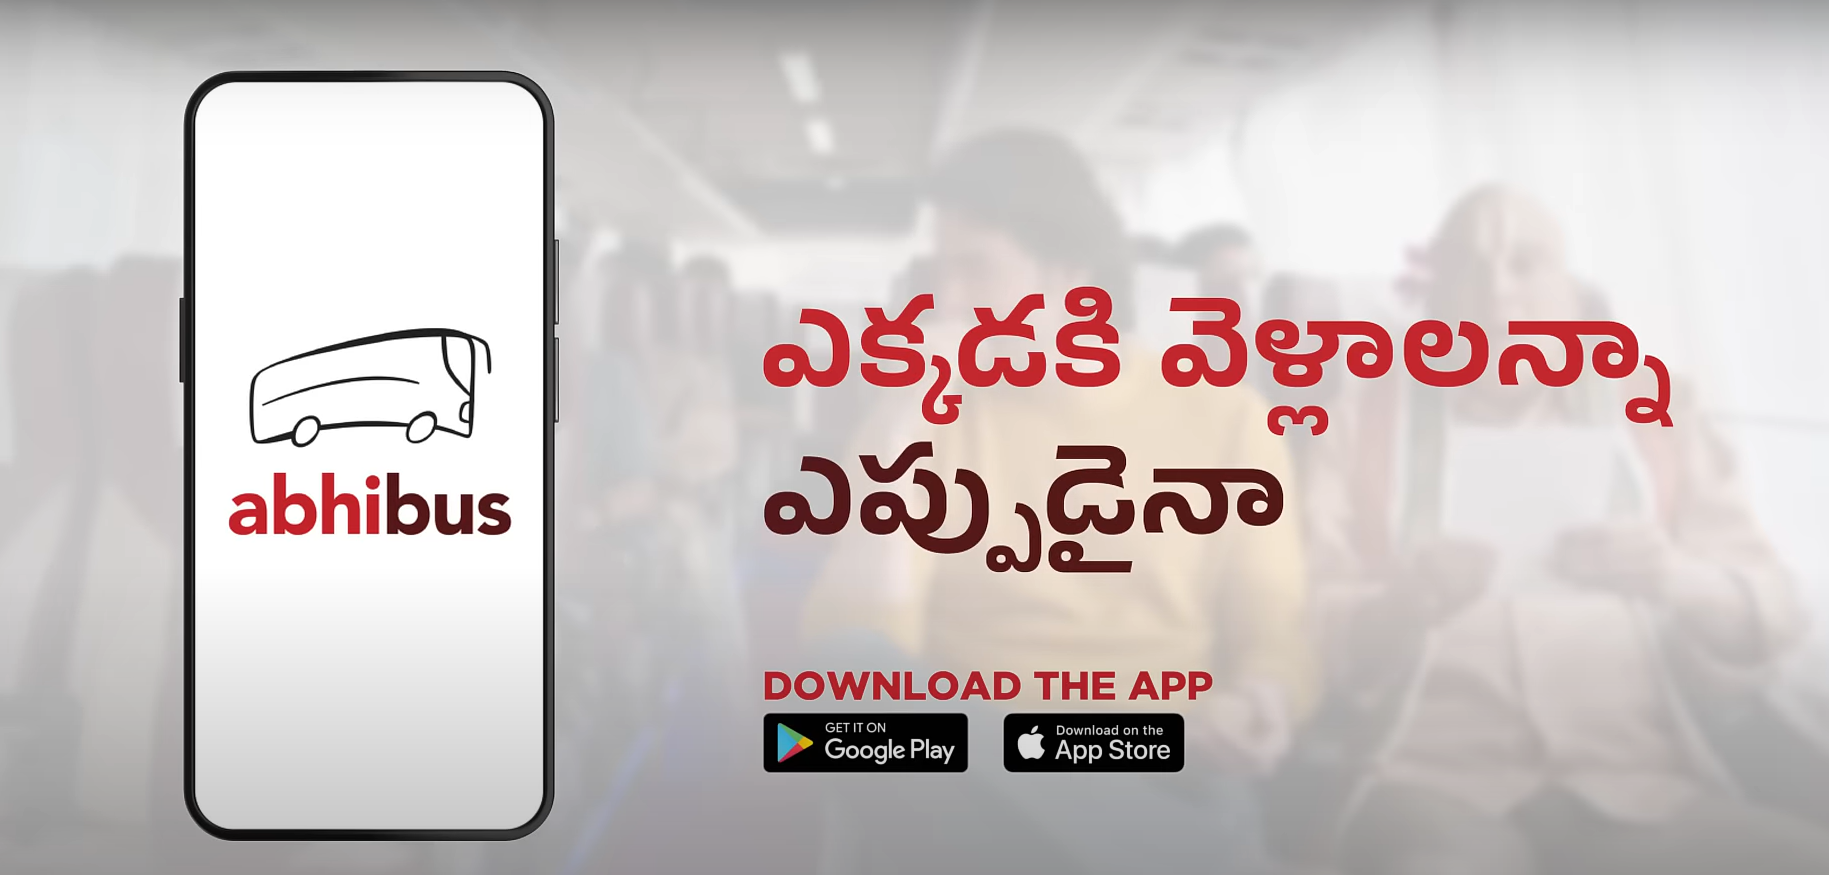 abhibus
ఎక్కడకి వెళ్లాలన్నా
ఎప్పుడైనా
DOWNLOAD THE APP
GET IT ON
Google Play
Download on the
App Store